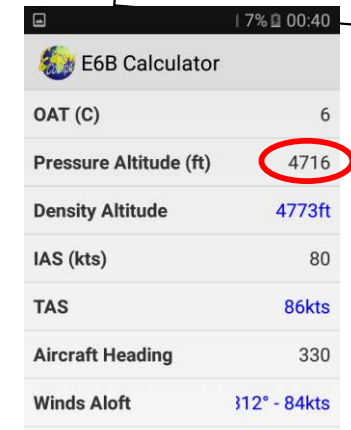 7% 00:40
E6B Calculator
OAT (C) 6
Pressure Altitude (ft) 4716
Density Altitude 4773ft
IAS (kts) 80
TAS 86kts
Aircraft Heading 330
Winds Aloft 312° - 84kts